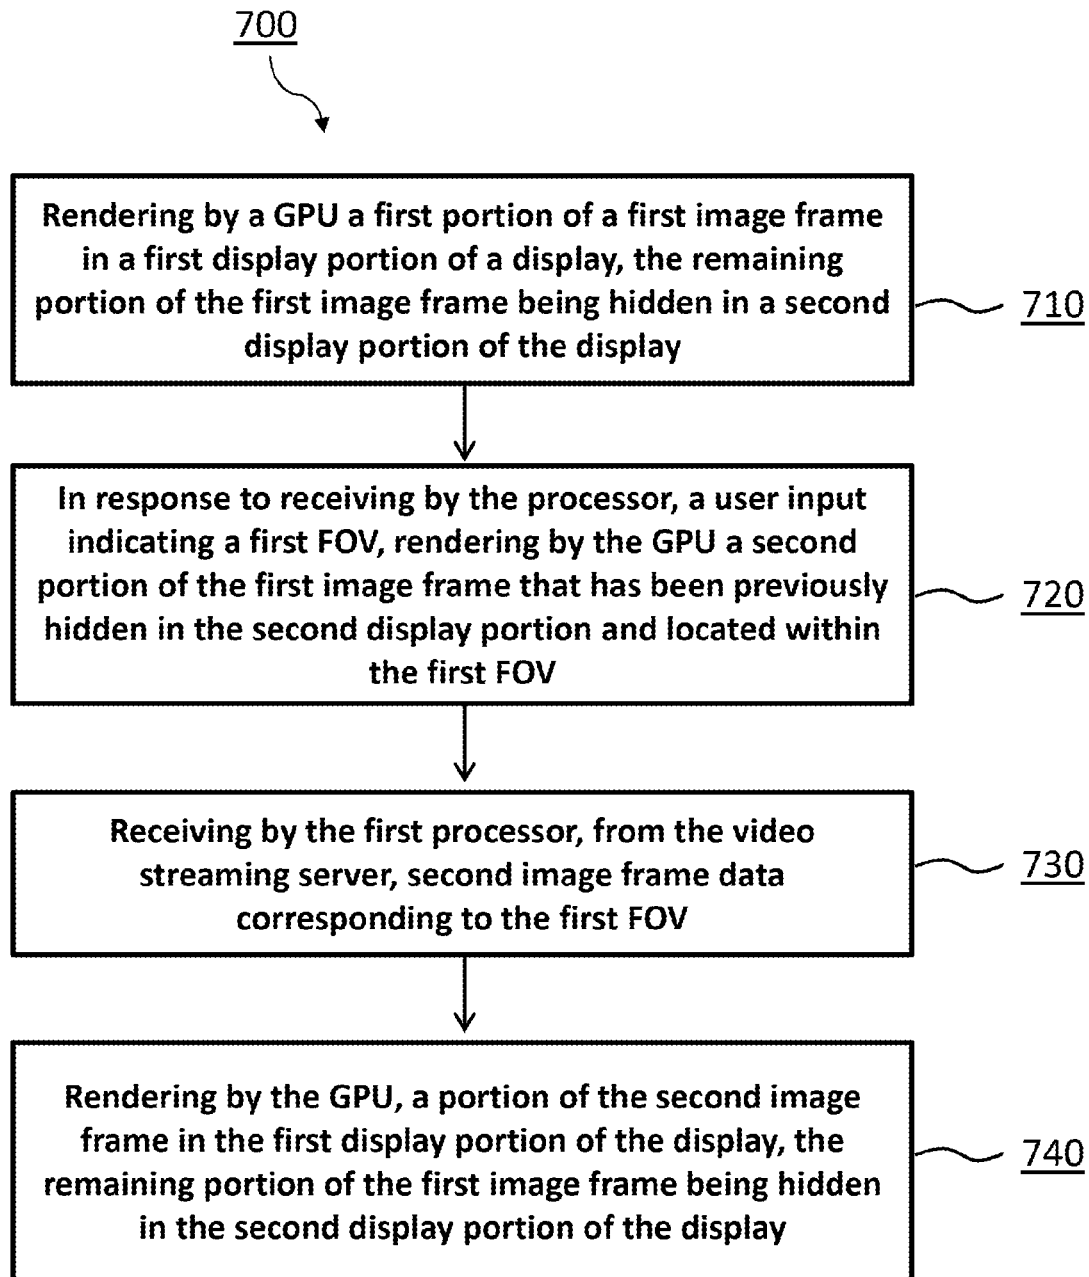 700
Rendering by a GPU a first portion of a first image frame
in a first display portion of a display, the remaining
portion of the first image frame being hidden in a second
display portion of the display
710
In response to receiving by the processor, a user input
indicating a first FOV, rendering by the GPU a second
portion of the first image frame that has been previously
hidden in the second display portion and located within
the first FOV
720
Receiving by the first processor, from the video
streaming server, second image frame data
corresponding to the first FOV
730
Rendering by the GPU, a portion of the second image
frame in the first display portion of the display, the
remaining portion of the first image frame being hidden
in the second display portion of the display
740